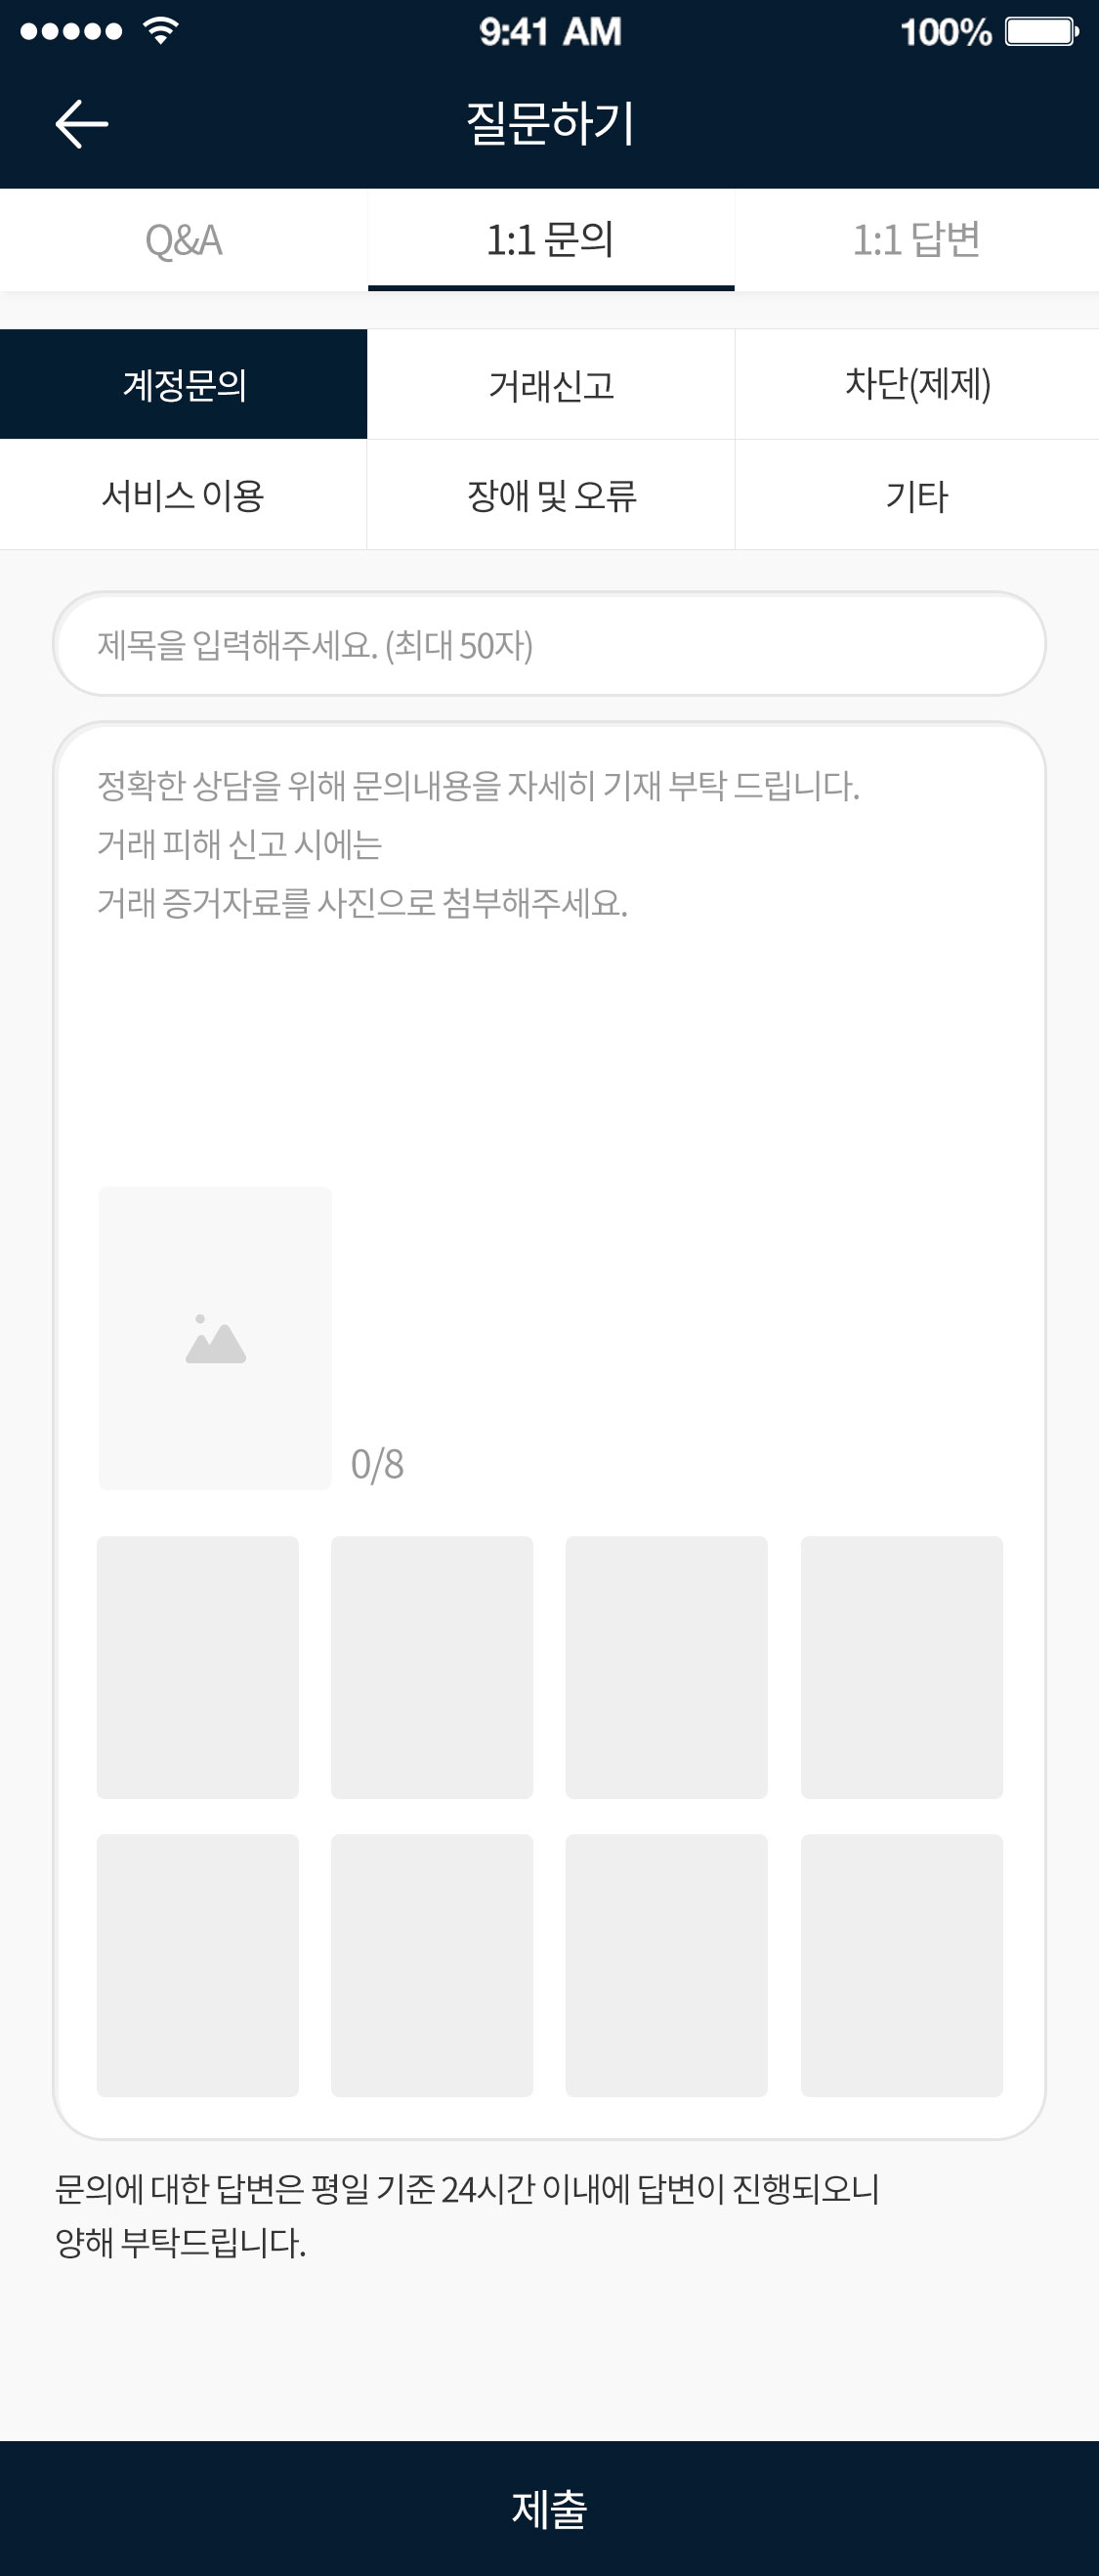 9:41 AM 100%
질문하기
Q&A 1:1 문의 1:1 답변
계정문의 거래신고 차단(제제)
서비스 이용 장애 및 오류 기타
제목을 입력해주세요. (최대 50자)
정확한 상담을 위해 문의내용을 자세히 기재 부탁 드립니다.
거래 피해 신고 시에는
거래 증거자료를 사진으로 첨부해주세요.
0/8
문의에 대한 답변은 평일 기준 24시간 이내에 답변이 진행되오니
양해 부탁드립니다.
제출